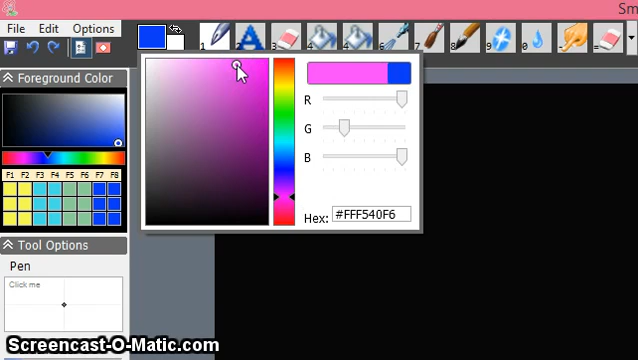 Sm
File Edit Options
1 2 3 4 4 6 7 8 9 0 =
Foreground Color
R
G
B
F1 F2 F3 F4 F5 F6 F7 F8
Hex: #FFF540F6
Tool Options
Pen
Click me
Screencast-O-Matic.com